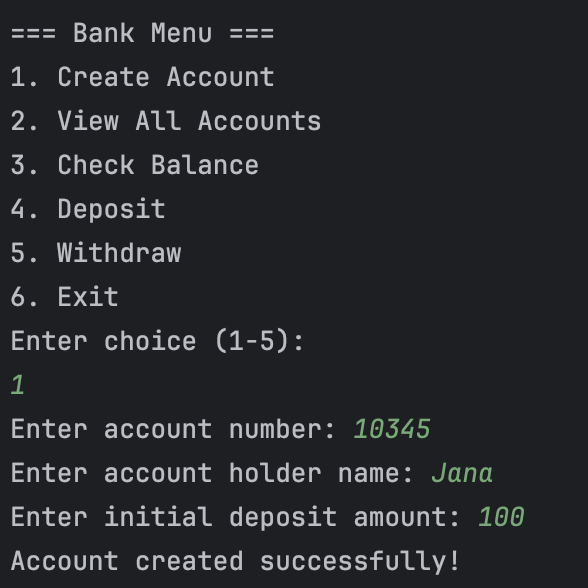 === Bank Menu ===
1. Create Account
2. View All Accounts
3. Check Balance
4. Deposit
5. Withdraw
6. Exit
Enter choice (1-5):
1
Enter account number: 10345
Enter account holder name: Jana
Enter initial deposit amount: 100
Account created successfully!